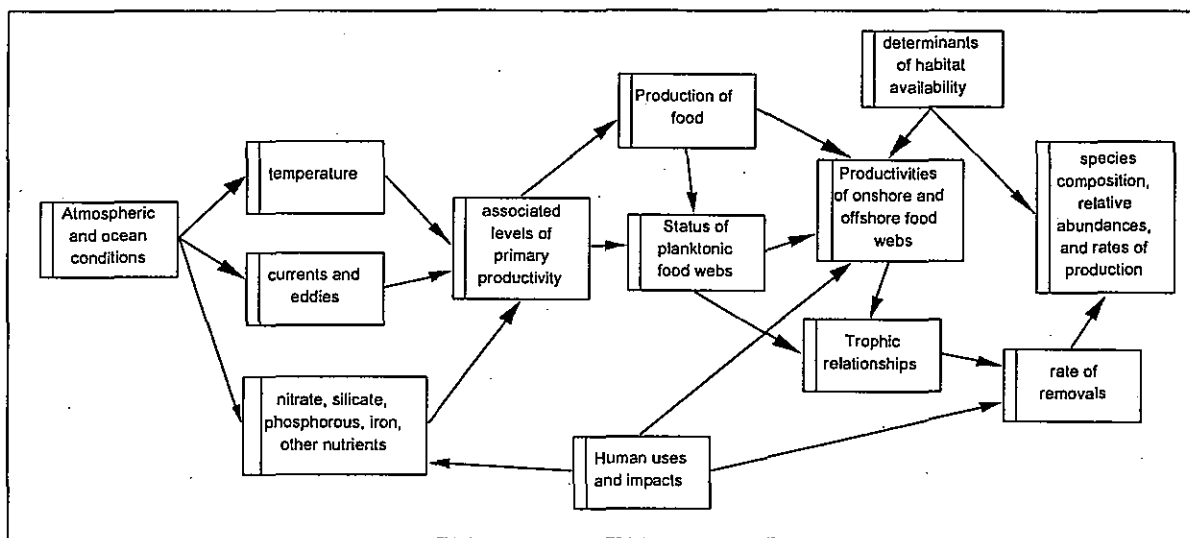 Atmospheric
and ocean
conditions
temperature
currents and
eddies
nitrate, silicate,
phosphorous, iron,
other nutrients
associated
levels of
primary
productivity
Production of
food
Status of
planktonic
food webs
determinants
of habitat
availability
Productivities
of onshore and
offshore food
webs
Trophic
relationships
Human uses
and impacts
rate of
removals
species
composition,
relative
abundances,
and rates of
production